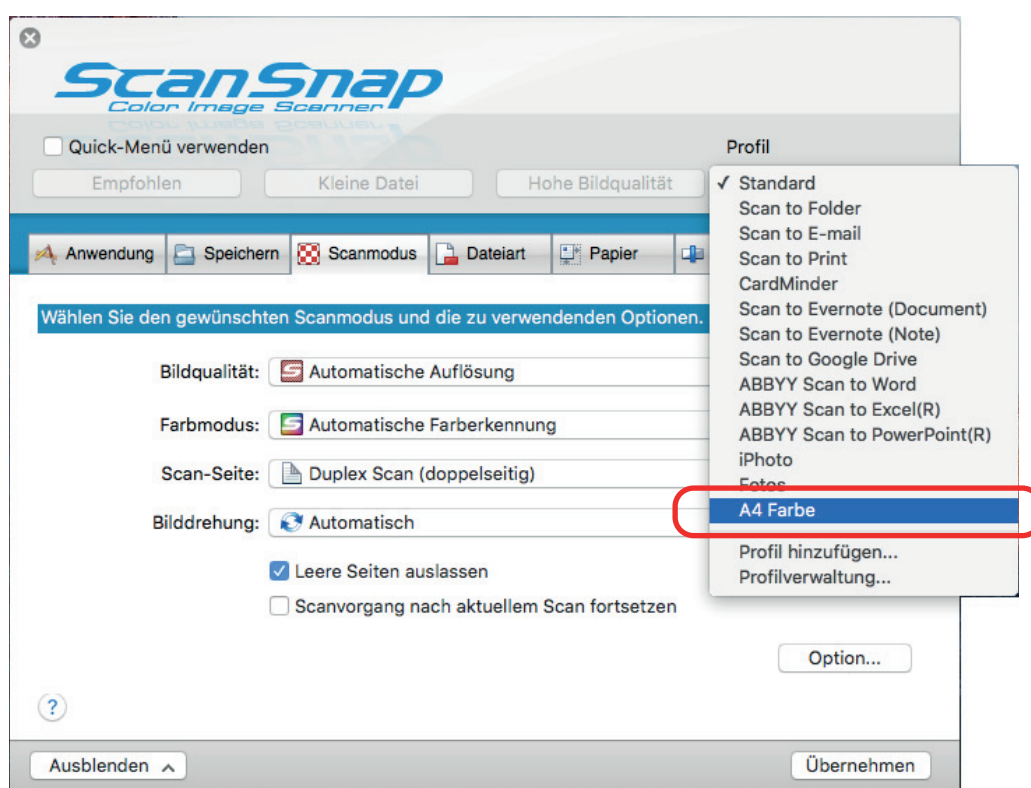 ScanSnap
Color Image Scanner
Quick-Menü verwenden
Profil
Empfohlen
Kleine Datei
Hohe Bildqualität
✓ Standard
Scan to Folder
Scan to E-mail
Scan to Print
CardMinder
Scan to Evernote (Document)
Scan to Evernote (Note)
Scan to Google Drive
ABBYY Scan to Word
ABBYY Scan to Excel(R)
ABBYY Scan to PowerPoint(R)
iPhoto
Fotos
A4 Farbe
Profil hinzufügen...
Profilverwaltung...
Anwendung
Speichern
Scanmodus
Dateiart
Papier
Wählen Sie den gewünschten Scanmodus und die zu verwendenden Optionen.
Bildqualität:
Automatische Auflösung
Farbmodus:
Automatische Farberkennung
Scan-Seite:
Duplex Scan (doppelseitig)
Bilddrehung:
Automatisch
Leere Seiten auslassen
Scanvorgang nach aktuellem Scan fortsetzen
Option...
?
Ausblenden
Übernehmen